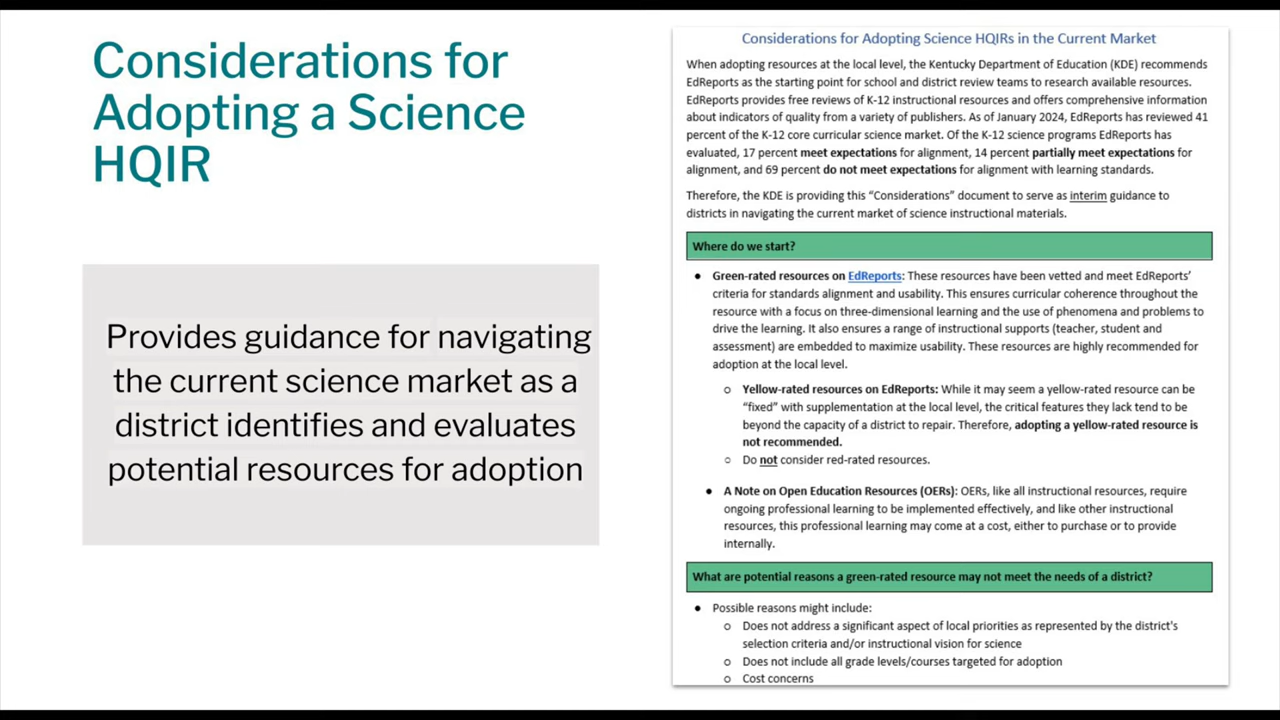 Considerations for
Adopting a Science
HQIR
Provides guidance for navigating
the current science market as a
district identifies and evaluates
potential resources for adoption
Considerations for Adopting Science HQIRs in the Current Market
When adopting resources at the local level, the Kentucky Department of Education (KDE) recommends
EdReports as the starting point for school and district review teams to research available resources.
EdReports provides free reviews of K-12 instructional resources and offers comprehensive information
about indicators of quality from a variety of publishers. As of January 2024, EdReports has reviewed 41
percent of the K-12 core curricular science market. Of the K-12 science programs EdReports has
evaluated, 17 percent meet expectations for alignment, 14 percent partially meet expectations for
alignment, and 69 percent do not meet expectations for alignment with learning standards.
Therefore, the KDE is providing this “Considerations” document to serve as interim guidance to
districts in navigating the current market of science instructional materials.
Where do we start?
● Green-rated resources on EdReports: These resources have been vetted and meet EdReports’
criteria for standards alignment and usability. This ensures curricular coherence throughout the
resource with a focus on three-dimensional learning and the use of phenomena and problems to
drive the learning. It also ensures a range of instructional supports (teacher, student and
assessment) are embedded to maximize usability. These resources are highly recommended for
adoption at the local level.
○ Yellow-rated resources on EdReports: While it may seem a yellow-rated resource can be
“fixed” with supplementation at the local level, the critical features they lack tend to be
beyond the capacity of a district to repair. Therefore, adopting a yellow-rated resource is
not recommended.
○ Do not consider red-rated resources.
● A Note on Open Education Resources (OERs): OERs, like all instructional resources, require
ongoing professional learning to be implemented effectively, and like other instructional
resources, this professional learning may come at a cost, either to purchase or to provide
internally.
What are potential reasons a green-rated resource may not meet the needs of a district?
● Possible reasons might include:
○ Does not address a significant aspect of local priorities as represented by the district's
selection criteria and/or instructional vision for science
○ Does not include all grade levels/courses targeted for adoption
○ Cost concerns